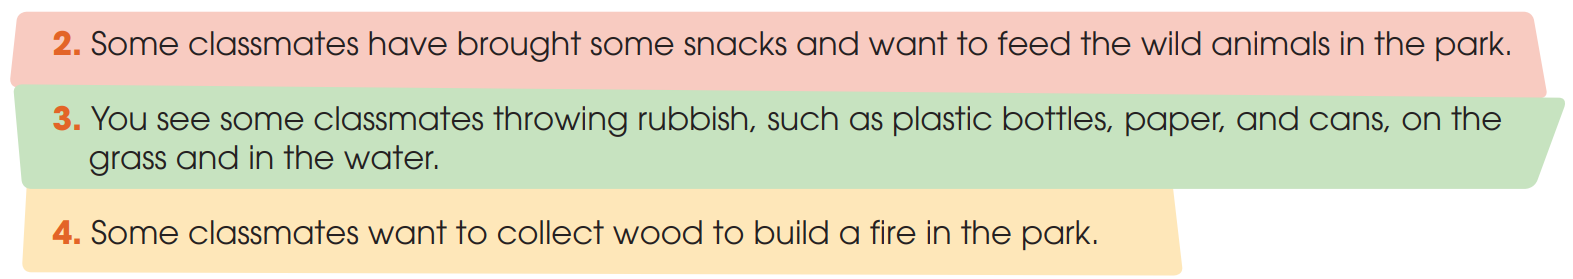 2. Some classmates have brought some snacks and want to feed the wild animals in the park.
3. You see some classmates throwing rubbish, such as plastic bottles, paper, and cans, on the
grass and in the water.
4. Some classmates want to collect wood to build a fire in the park.